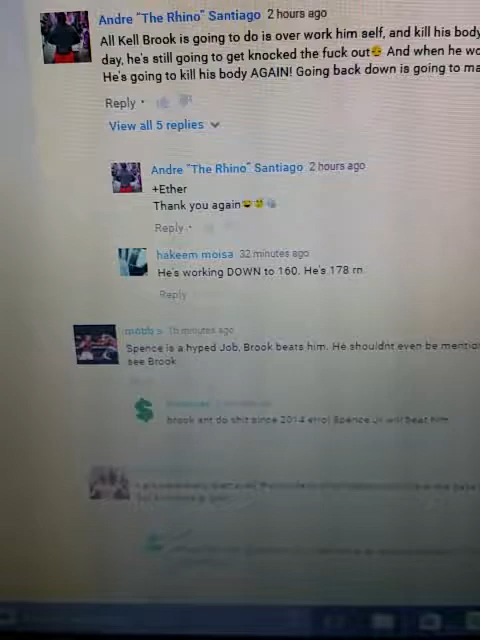 Andre "The Rhino" Santiago 2 hours ago
All Kell Brook is going to do is over work him self, and kill his body
day, he's still going to get knocked the fuck out And when he wo
He's going to kill his body AGAIN! Going back down is going to ma
Reply •
View all 5 replies
Andre "The Rhino" Santiago 2 hours ago
+Ether
Thank you again
Reply •
hakeem moisa 32 minutes ago
He's working DOWN to 160. He's 178 rn.
Reply
mobb s 16 minutes ago
Spence is a hyped Job, Brook beats him. He shouldnt even be mentio
see Brook
brook ant do shit since 2014 errol Spence Jr will beat him